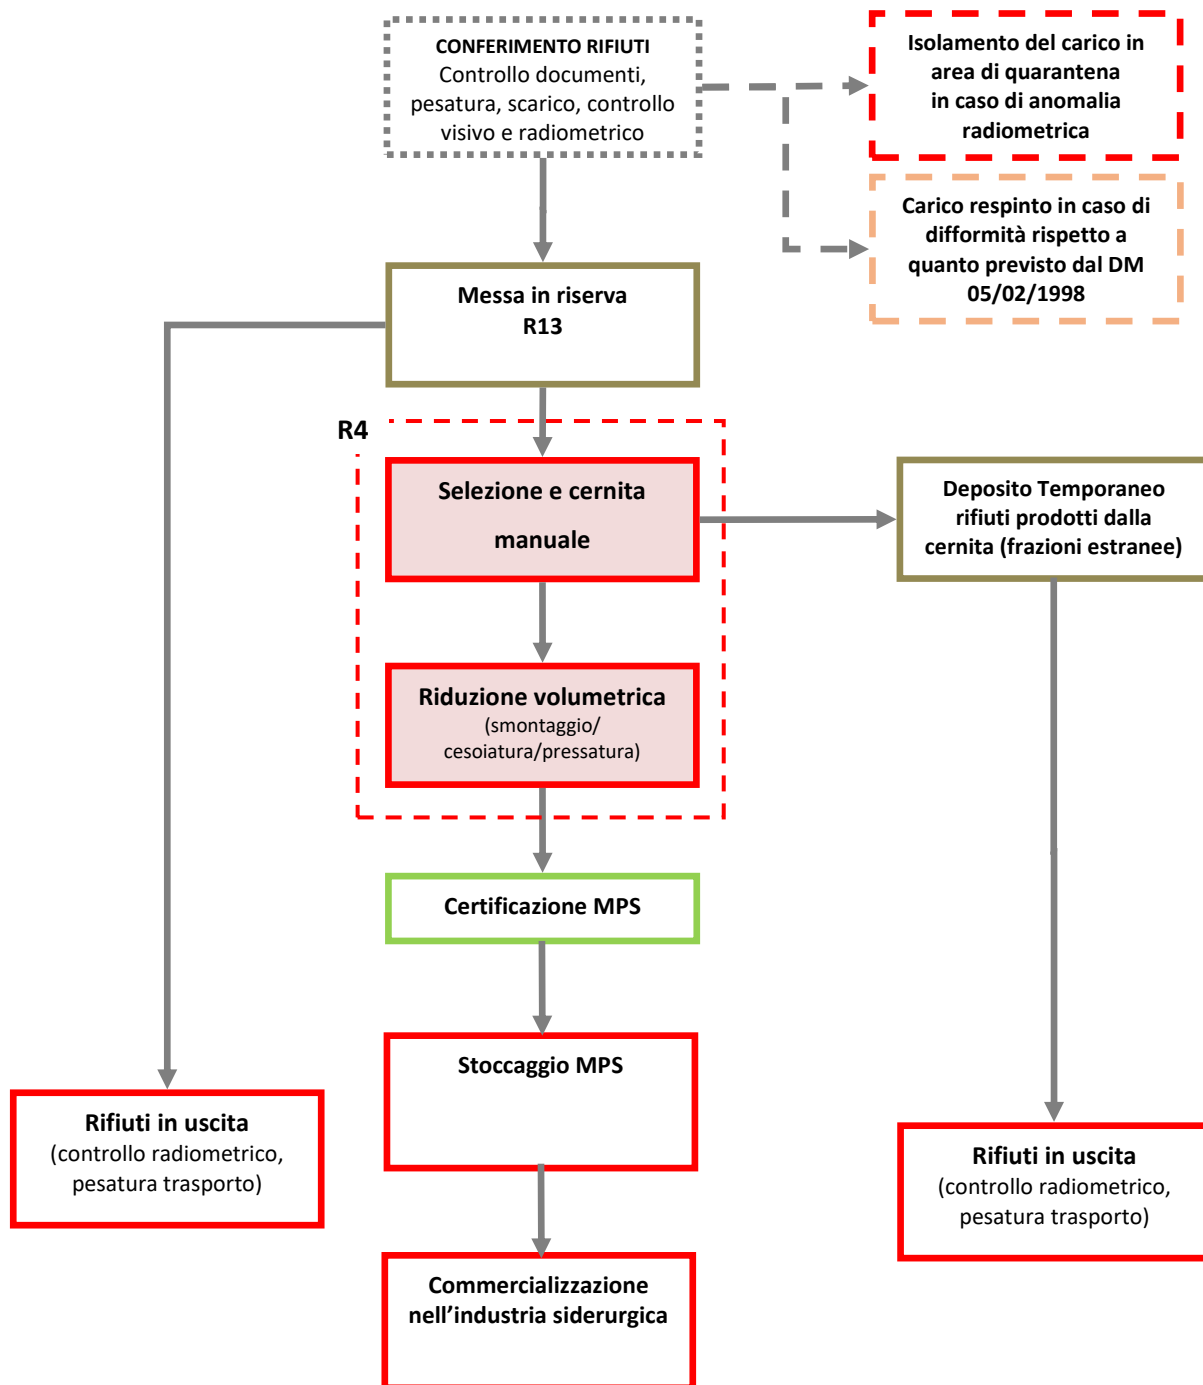 CONFERIMENTO RIFIUTI
Controllo documenti,
pesatura, scarico, controllo
visivo e radiometrico
Isolamento del carico in
area di quarantena
in caso di anomalia
radiometrica
Carico respinto in caso di
difformità rispetto a
quanto previsto dal DM
05/02/1998
Messa in riserva
R13
R4
Selezione e cernita
manuale
Deposito Temporaneo
rifiuti prodotti dalla
cernita (frazioni estranee)
Riduzione volumetrica
(smontaggio/
cesoiatura/pressatura)
Certificazione MPS
Stoccaggio MPS
Rifiuti in uscita
(controllo radiometrico,
pesatura trasporto)
Rifiuti in uscita
(controllo radiometrico,
pesatura trasporto)
Commercializzazione
nell’industria siderurgica